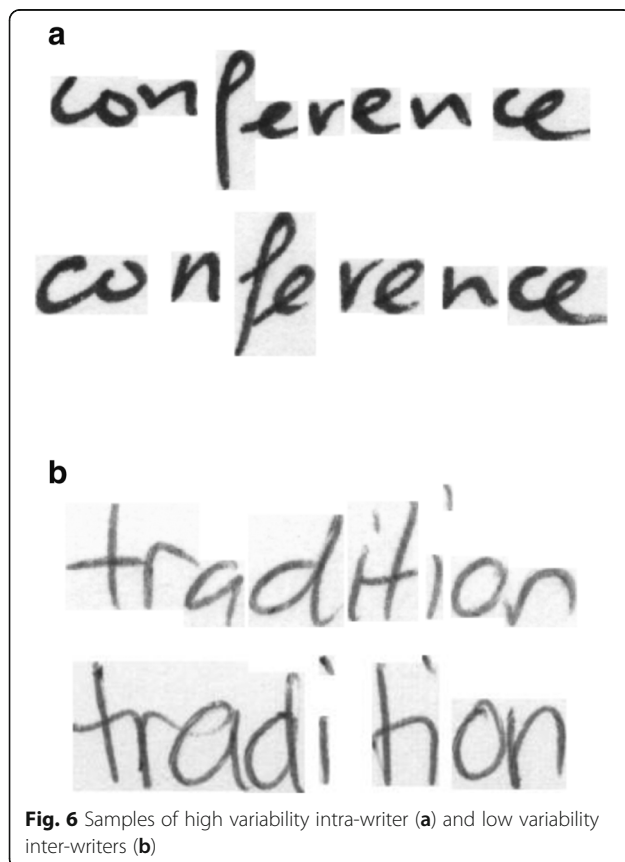 a
conference
conference
b
tradition
tradition
Fig. 6 Samples of high variability intra-writer (a) and low variability
inter-writers (b)